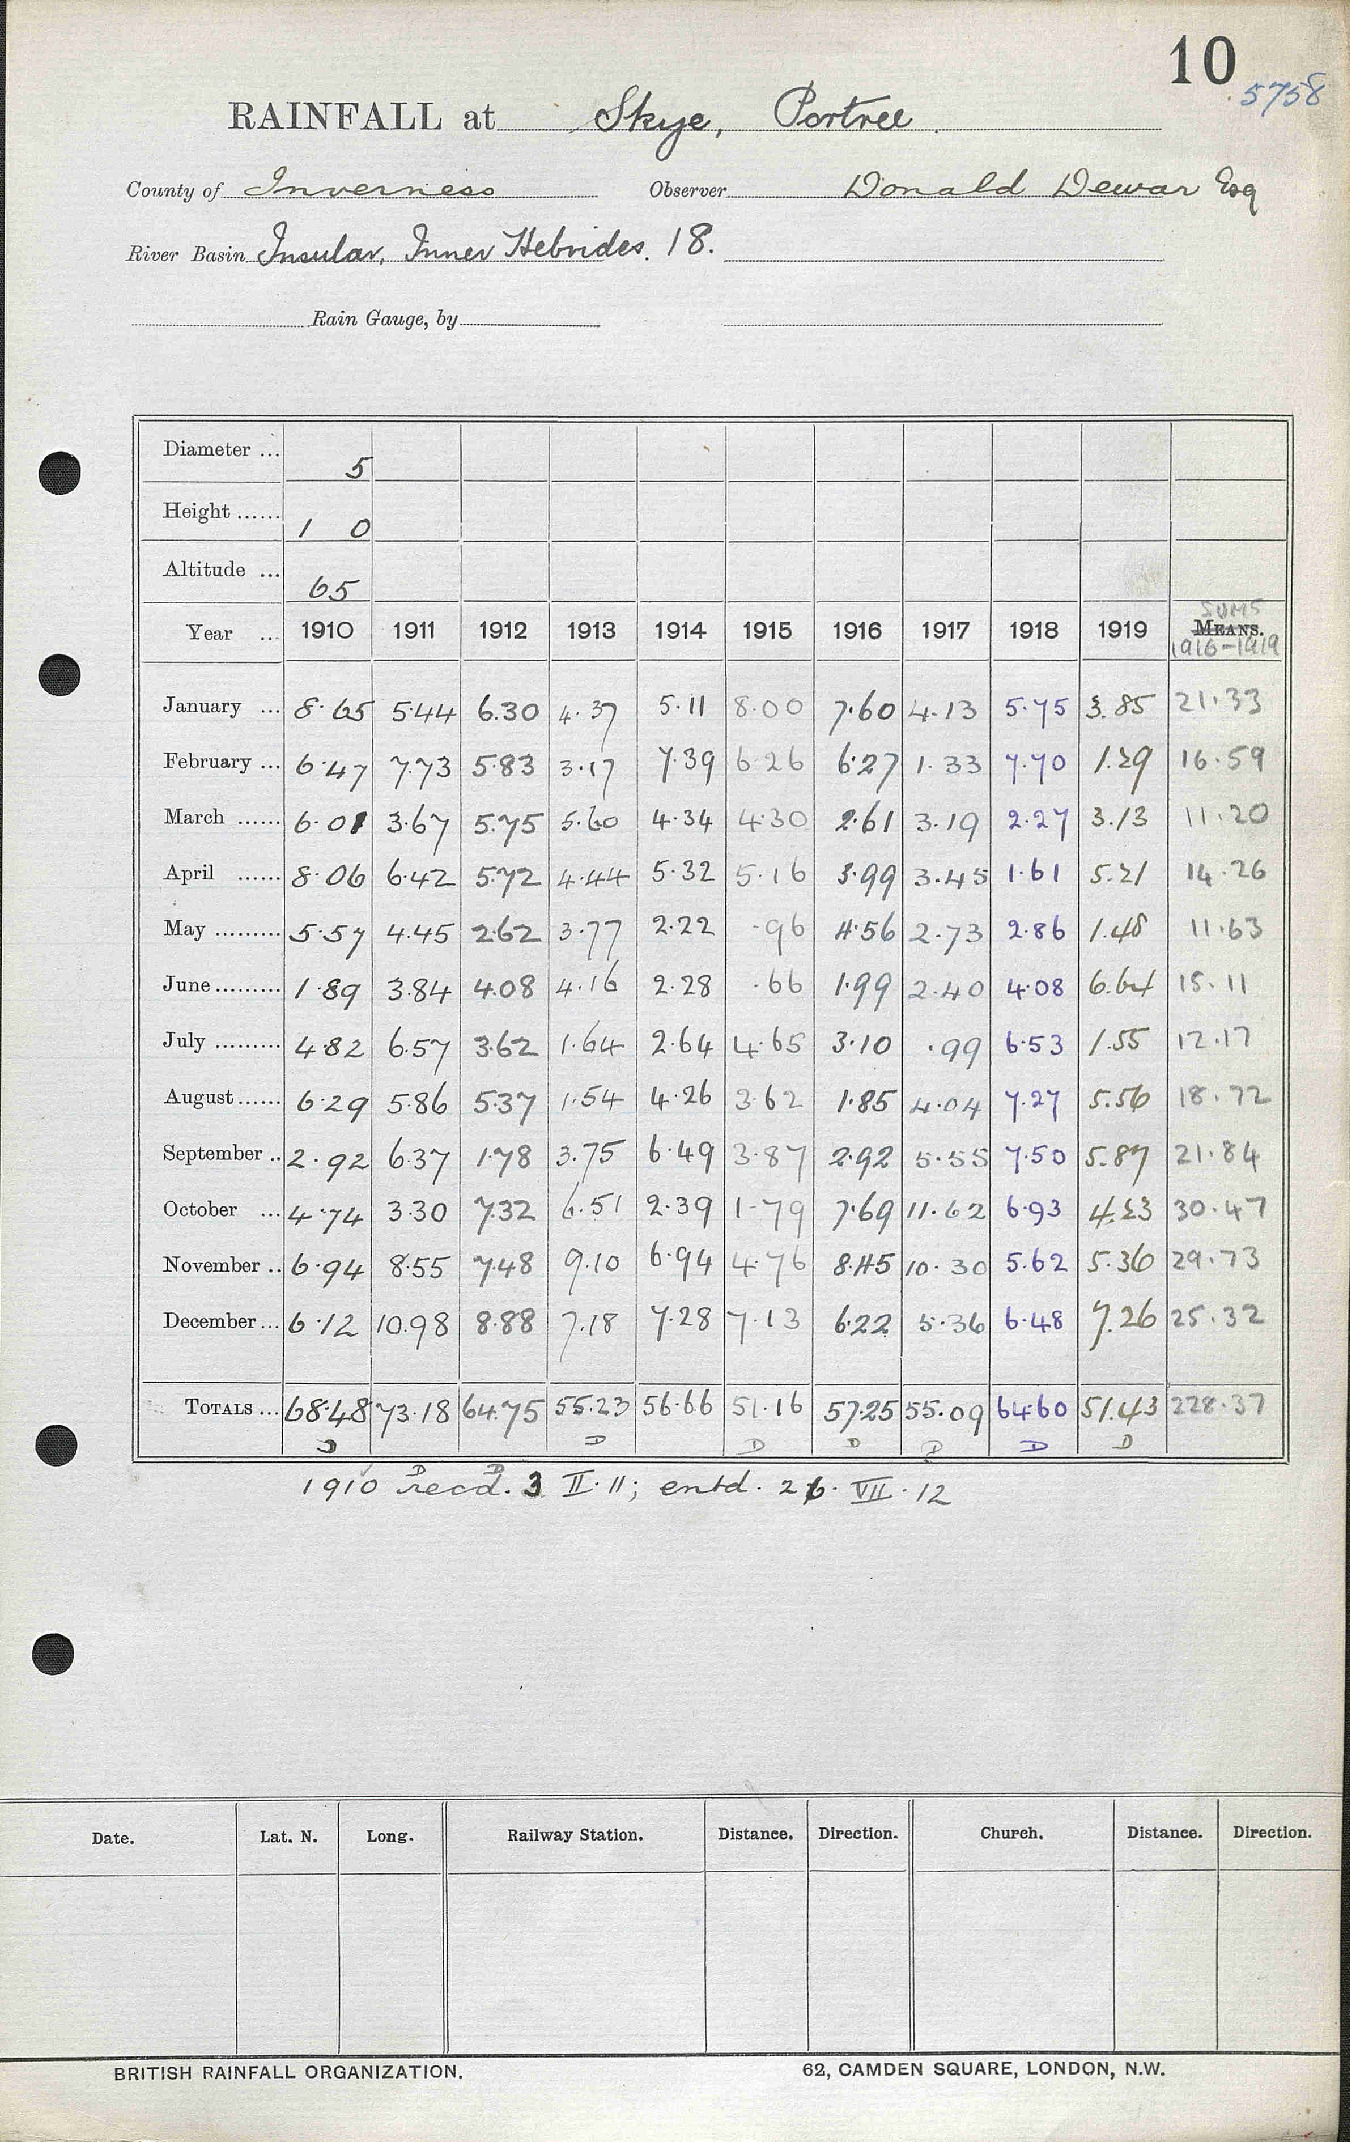 10
5758
RAINFALL at Skye, Portree.
County of Inverness Observer Donald Dewar Esq
River Basin Insular, Inner Hebrides. 18.
Rain Gauge, by
Diameter ... 5
Height ...... 1 0
Altitude ... 65
SUMS
Year ... 1910 1911 1912 1913 1914 1915 1916 1917 1918 1919 MEANS.
1916-1919
January ... 8.65 5.44 6.30 4.37 5.11 8.00 7.60 4.13 5.75 3.85 21.33
February ... 6.47 7.73 5.83 3.17 7.39 6.26 6.27 1.33 7.70 1.29 16.59
March ...... 6.01 3.67 5.75 5.60 4.34 4.30 2.61 3.19 2.27 3.13 11.20
April ...... 8.06 6.42 5.72 4.44 5.32 5.16 3.99 3.45 1.61 5.21 14.26
May ......... 5.57 4.45 2.62 3.77 2.22 .96 4.56 2.73 2.86 1.48 11.63
June ......... 1.89 3.84 4.08 4.16 2.28 .66 1.99 2.40 4.08 6.64 15.11
July ......... 4.82 6.57 3.62 1.64 2.64 4.65 3.10 .99 6.53 1.55 12.17
August ...... 6.29 5.86 5.37 1.54 4.26 3.62 1.85 4.04 7.27 5.56 18.72
September .. 2.92 6.37 1.78 3.75 6.49 3.87 2.92 5.55 7.50 5.87 21.84
October ... 4.74 3.30 7.32 6.51 2.39 1.79 7.69 11.62 6.93 4.23 30.47
November .. 6.94 8.55 7.48 9.10 6.94 4.76 8.45 10.30 5.62 5.36 29.73
December ... 6.12 10.98 8.88 7.18 7.28 7.13 6.22 5.36 6.48 7.26 25.32
TOTALS ... 68.48 73.18 64.75 55.23 56.66 51.16 57.25 55.09 64.60 51.43 228.37
D D D D D D D
D D
1910 recd. 3 II.11; entd. 26. VII.12
Date. Lat. N. Long. Railway Station. Distance. Direction. Church. Distance. Direction.
BRITISH RAINFALL ORGANIZATION. 62, CAMDEN SQUARE, LONDON, N.W.